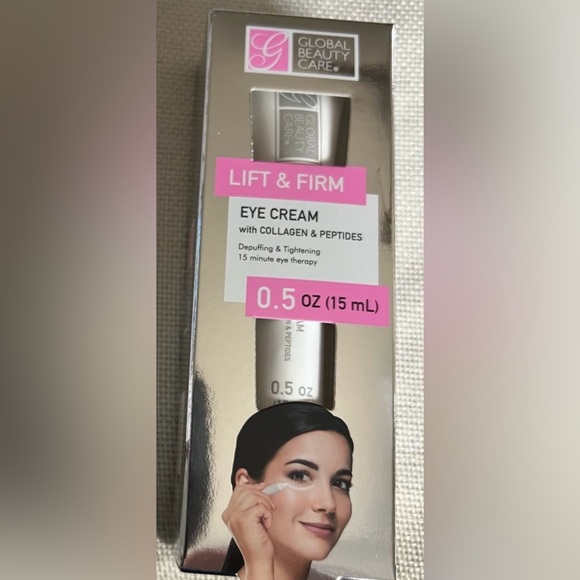 G GLOBAL
BEAUTY
CARE®
GLOBAL
BEAUTY
CARE®
LIFT & FIRM
EYE CREAM
with COLLAGEN & PEPTIDES
Depuffing & Tightening
15 minute eye therapy
0.5 OZ (15 mL)
& PEPTIDES
0.5 OZ